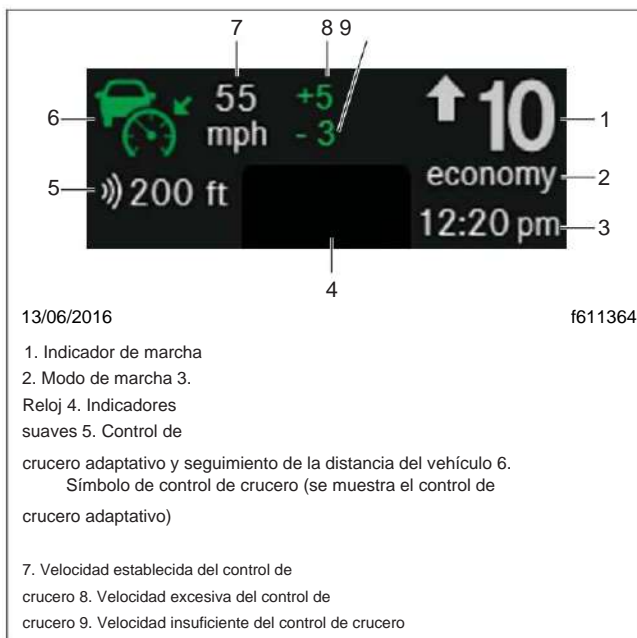 7
8 9
55 +5
mph - 3
10
economy
200 ft
12:20 pm
6
5
1
2
3
4
13/06/2016 f611364
1. Indicador de marcha
2. Modo de marcha 3.
Reloj 4. Indicadores
suaves 5. Control de
crucero adaptativo y seguimiento de la distancia del vehículo 6.
Símbolo de control de crucero (se muestra el control de
crucero adaptativo)
7. Velocidad establecida del control de
crucero 8. Velocidad excesiva del control de
crucero 9. Velocidad insuficiente del control de crucero